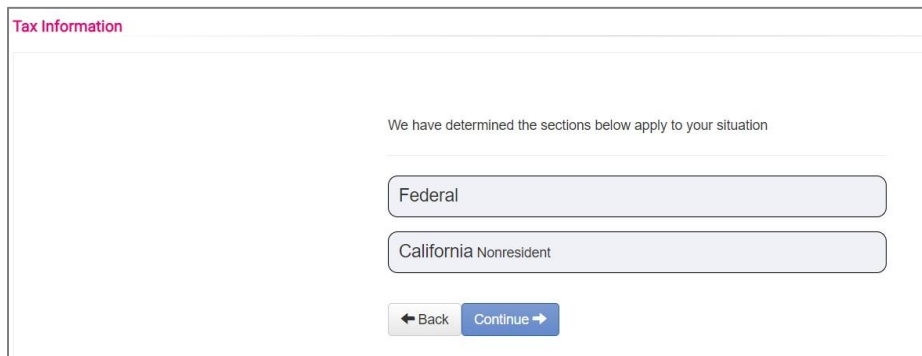 Tax Information
We have determined the sections below apply to your situation
Federal
California Nonresident
Back Continue